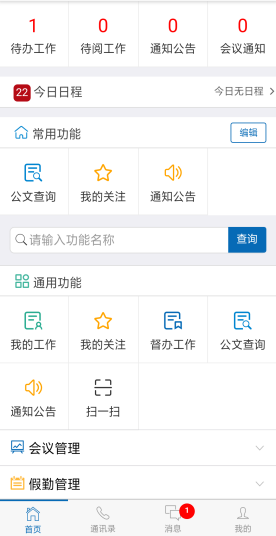 1 0 0 0
待办工作 待阅工作 通知公告 会议通知
22 今日日程 今日无日程
常用功能 编辑
公文查询 我的关注 通知公告
请输入功能名称 查询
通用功能
我的工作 我的关注 督办工作 公文查询
通知公告 扫一扫
会议管理
假勤管理
1
首页 通讯录 消息 我的